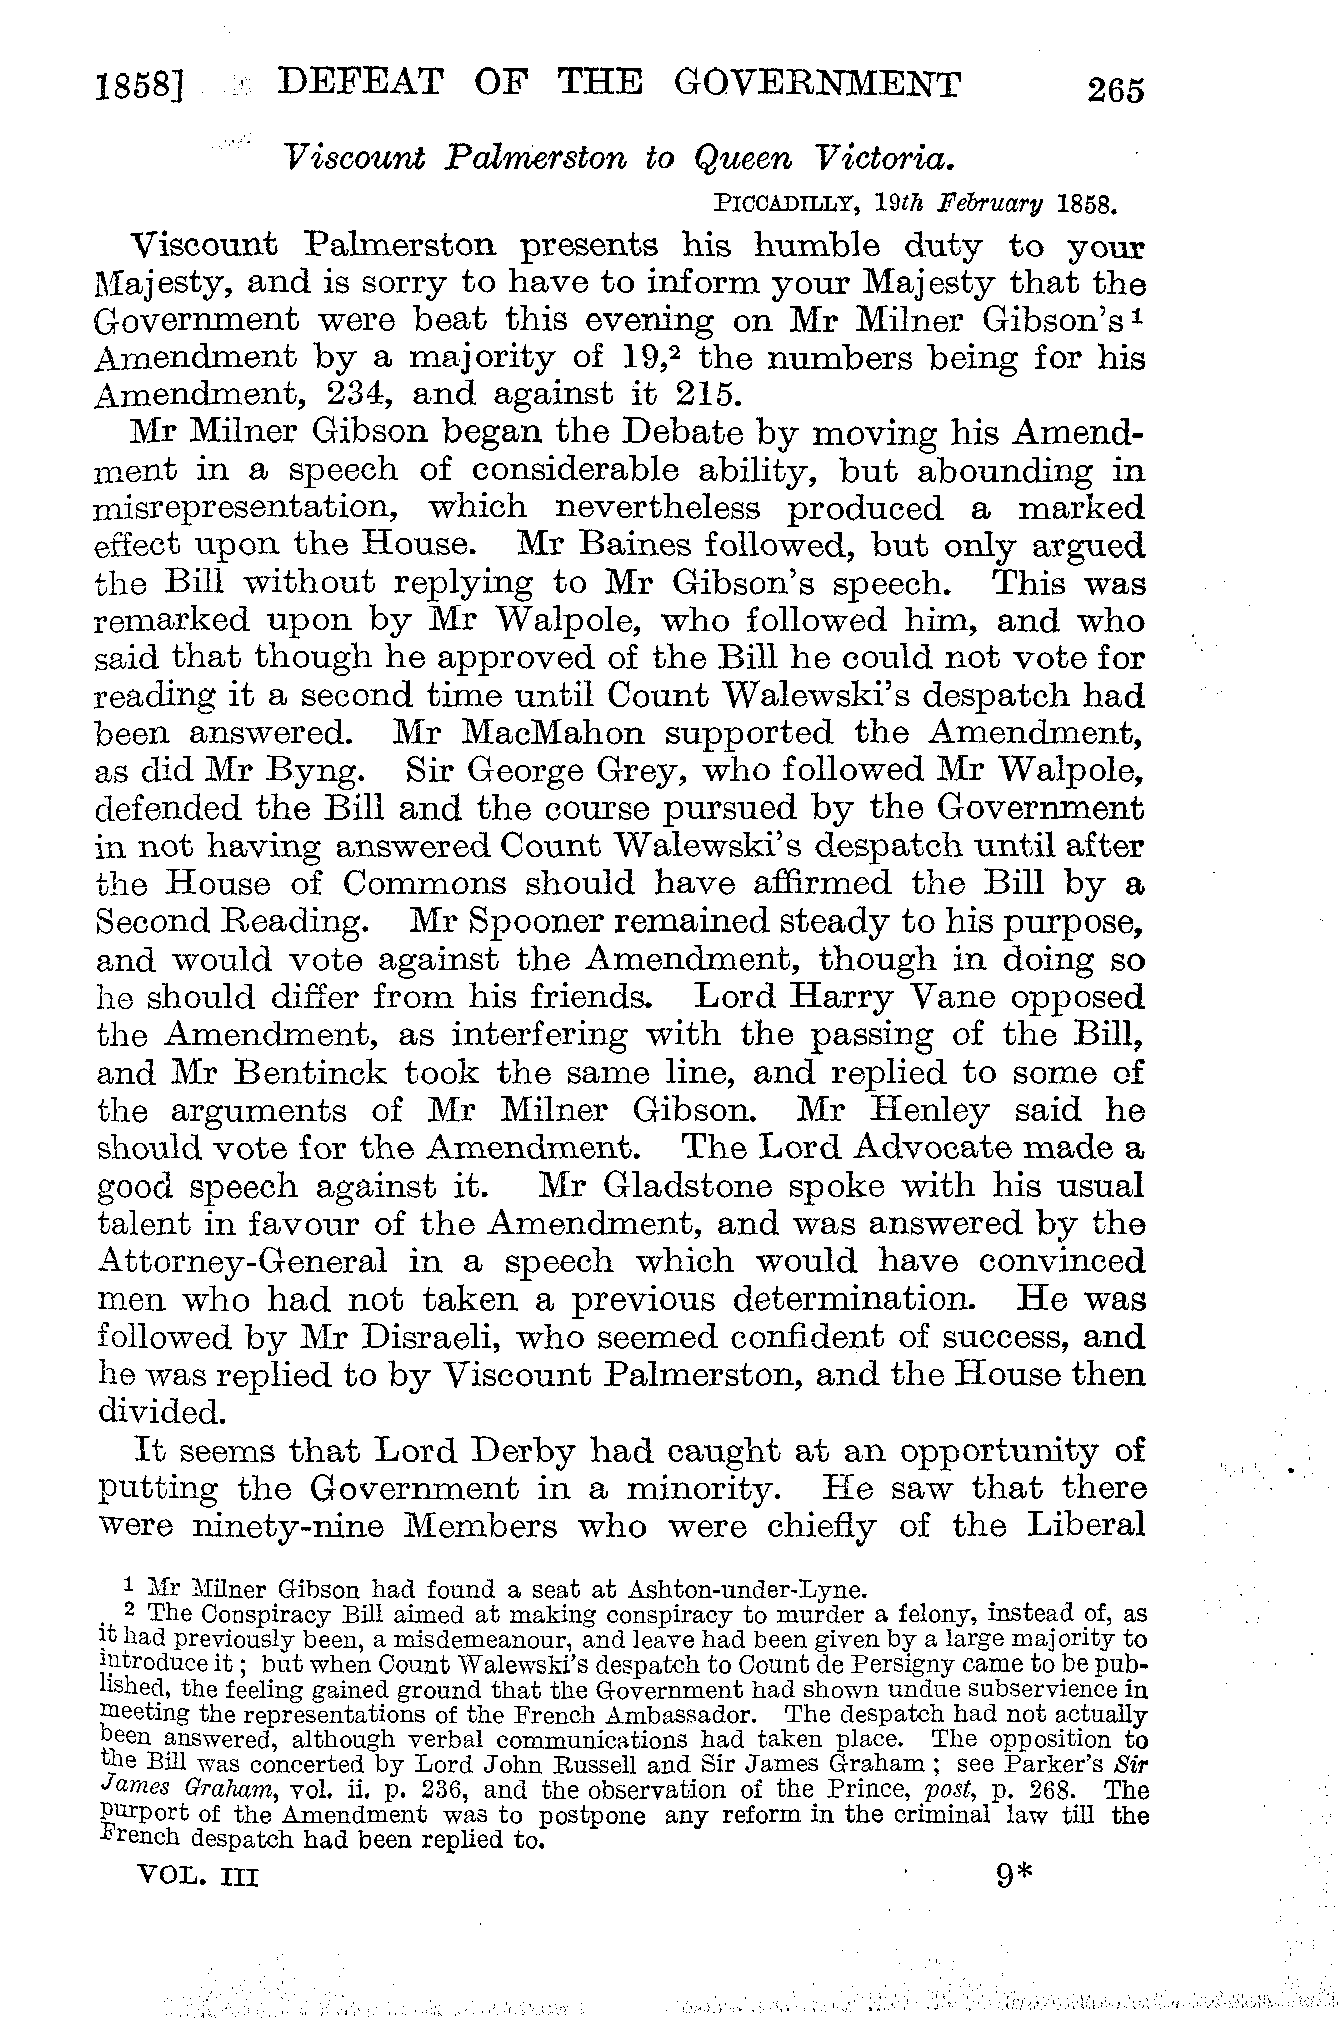 1858] DEFEAT OF THE GOVERNMENT 265
Viscount Palmerston to Queen Victoria.
PICCADILLY, 19th February 1858.
Viscount Palmerston presents his humble duty to your
Majesty, and is sorry to have to inform your Majesty that the
Government were beat this evening on Mr Milner Gibson's¹
Amendment by a majority of 19,² the numbers being for his
Amendment, 234, and against it 215.
Mr Milner Gibson began the Debate by moving his Amend-
ment in a speech of considerable ability, but abounding in
misrepresentation, which nevertheless produced a marked
effect upon the House. Mr Baines followed, but only argued
the Bill without replying to Mr Gibson's speech. This was
remarked upon by Mr Walpole, who followed him, and who
said that though he approved of the Bill he could not vote for
reading it a second time until Count Walewski's despatch had
been answered. Mr MacMahon supported the Amendment,
as did Mr Byng. Sir George Grey, who followed Mr Walpole,
defended the Bill and the course pursued by the Government
in not having answered Count Walewski's despatch until after
the House of Commons should have affirmed the Bill by a
Second Reading. Mr Spooner remained steady to his purpose,
and would vote against the Amendment, though in doing so
he should differ from his friends. Lord Harry Vane opposed
the Amendment, as interfering with the passing of the Bill,
and Mr Bentinck took the same line, and replied to some of
the arguments of Mr Milner Gibson. Mr Henley said he
should vote for the Amendment. The Lord Advocate made a
good speech against it. Mr Gladstone spoke with his usual
talent in favour of the Amendment, and was answered by the
Attorney-General in a speech which would have convinced
men who had not taken a previous determination. He was
followed by Mr Disraeli, who seemed confident of success, and
he was replied to by Viscount Palmerston, and the House then
divided.
It seems that Lord Derby had caught at an opportunity of
putting the Government in a minority. He saw that there
were ninety-nine Members who were chiefly of the Liberal
1 Mr Milner Gibson had found a seat at Ashton-under-Lyne.
2 The Conspiracy Bill aimed at making conspiracy to murder a felony, instead of, as
it had previously been, a misdemeanour, and leave had been given by a large majority to
introduce it; but when Count Walewski's despatch to Count de Persigny came to be pub-
lished, the feeling gained ground that the Government had shown undue subservience in
meeting the representations of the French Ambassador. The despatch had not actually
been answered, although verbal communications had taken place. The opposition to
the Bill was concerted by Lord John Russell and Sir James Graham; see Parker's Sir
James Graham, vol. ii. p. 236, and the observation of the Prince, post, p. 268. The
purport of the Amendment was to postpone any reform in the criminal law till the
French despatch had been replied to.
VOL. III 9*